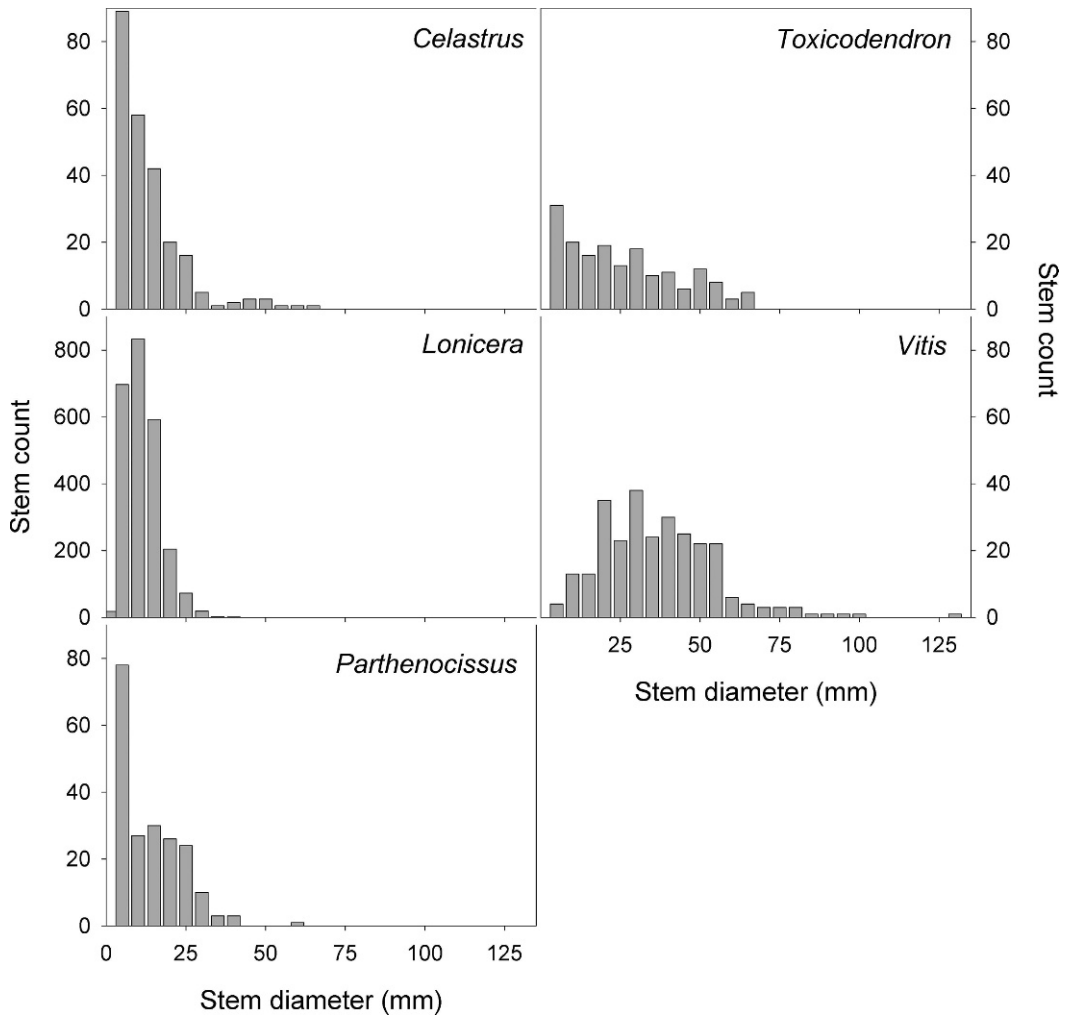 Celastrus
80
60
40
20
0
Toxicodendron
80
60
40
20
0
Stem count
Lonicera
800
600
400
200
0
Stem count
Vitis
80
60
40
20
0
25 50 75 100 125
Stem diameter (mm)
Parthenocissus
80
60
40
20
0
0 25 50 75 100 125
Stem diameter (mm)